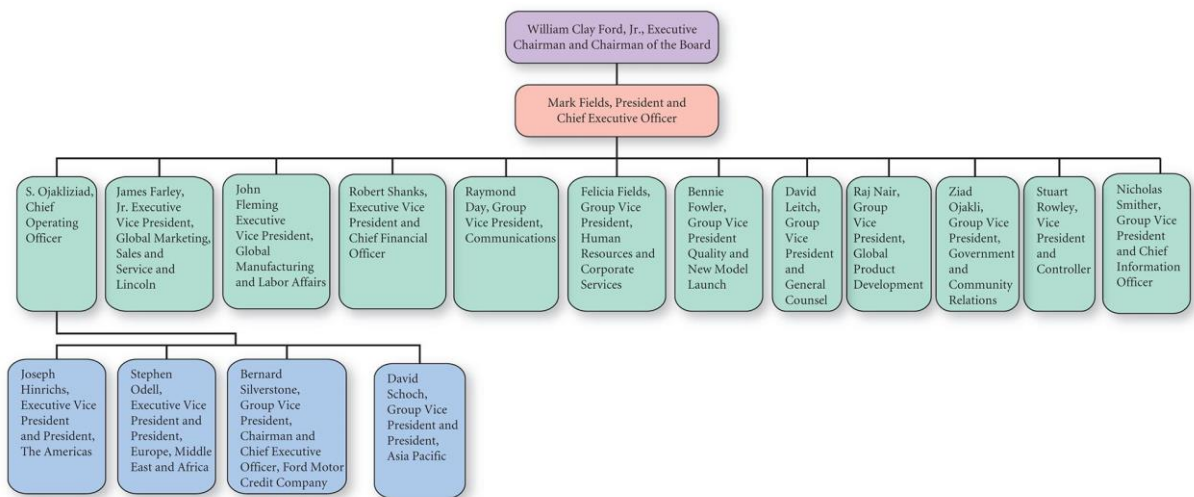 William Clay Ford, Jr., Executive
Chairman and Chairman of the Board
Mark Fields, President and
Chief Executive Officer
S. Ojakliziad,
Chief
Operating
Officer
James Farley,
Jr. Executive
Vice President,
Global Marketing,
Sales and
Service and
Lincoln
John
Fleming
Executive
Vice President,
Global
Manufacturing
and Labor Affairs
Robert Shanks,
Executive Vice
President and
Chief Financial
Officer
Raymond
Day, Group
Vice President,
Communications
Felicia Fields,
Group Vice
President,
Human
Resources and
Corporate
Services
Bennie
Fowler,
Group Vice
President
Quality and
New Model
Launch
David
Leitch,
Group
Vice
President
and
General
Counsel
Raj Nair,
Group
Vice
President,
Global
Product
Development
Ziad
Ojakli,
Group Vice
President,
Government
and
Community
Relations
Stuart
Rowley,
Vice
President
and
Controller
Nicholas
Smither,
Group Vice
President
and Chief
Information
Officer
Joseph
Hinrichs,
Executive Vice
President
and President,
The Americas
Stephen
Odell,
Executive Vice
President and
President,
Europe, Middle
East and Africa
Bernard
Silverstone,
Group Vice
President,
Chairman and
Chief Executive
Officer, Ford Motor
Credit Company
David
Schoch,
Group Vice
President and
President,
Asia Pacific